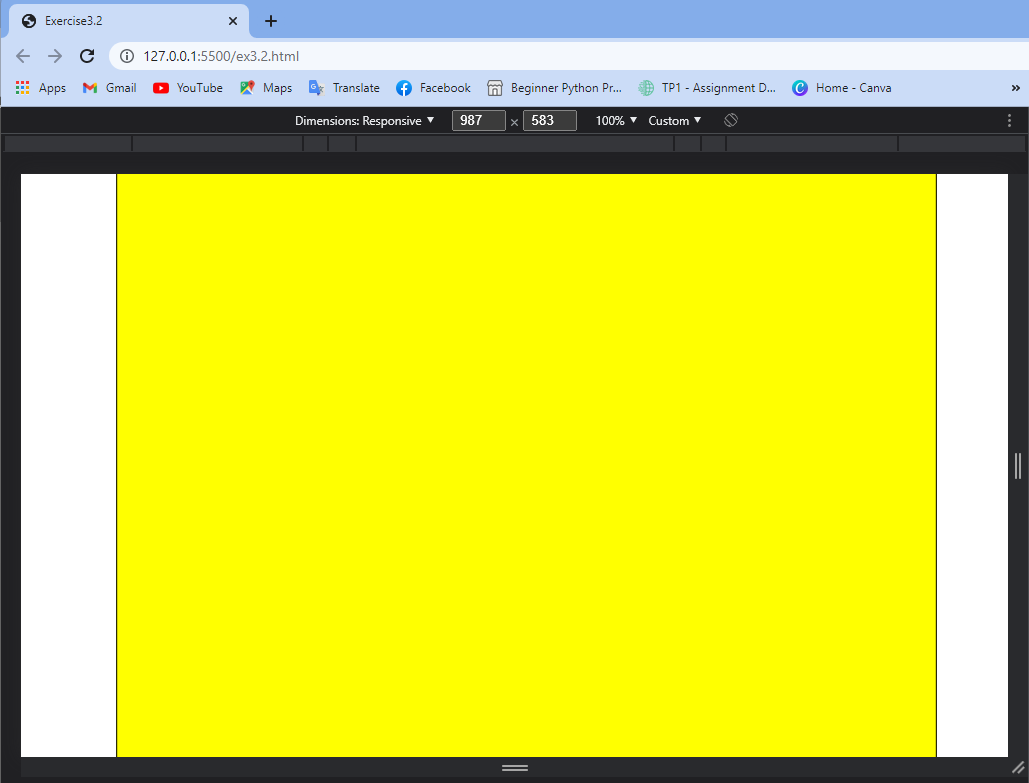 Exercise3.2
127.0.0.1:5500/ex3.2.html
Apps Gmail YouTube Maps Translate Facebook Beginner Python Pr... TP1 - Assignment D... Home - Canva »
Dimensions: Responsive ▼ 987 × 583 100% ▼ Custom ▼